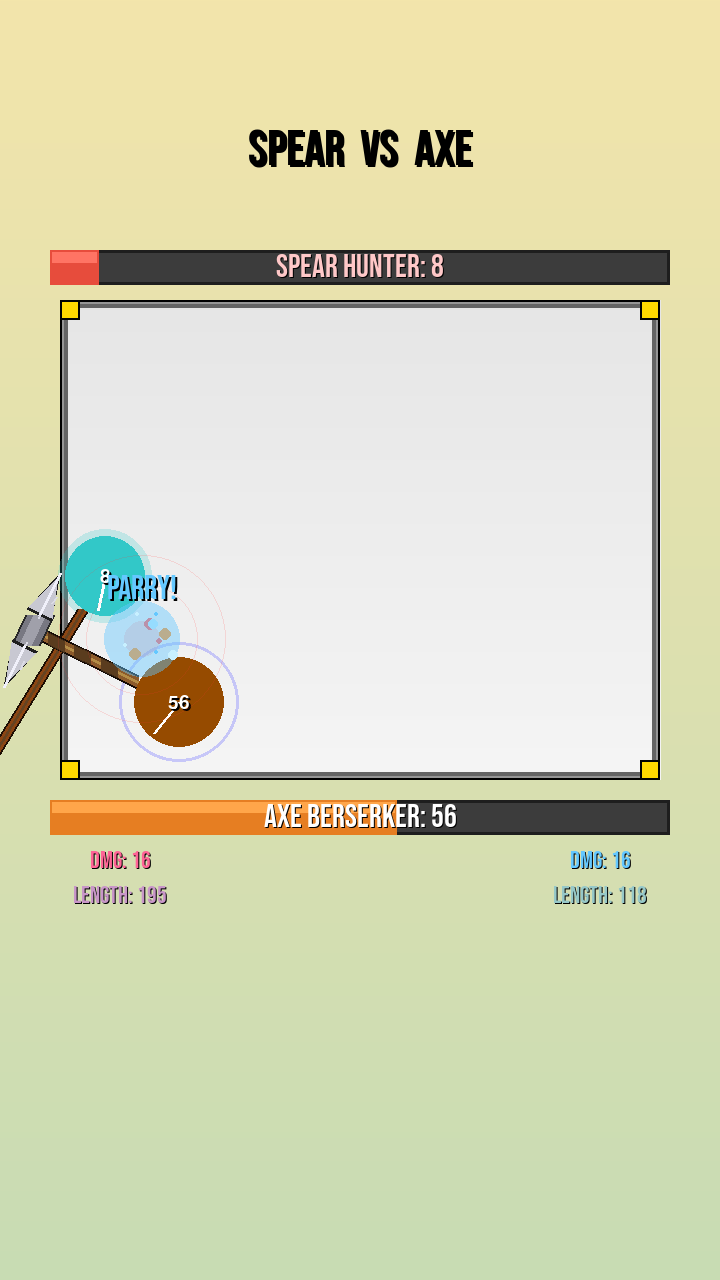 SPEAR VS AXE
SPEAR HUNTER: 8
8
PARRY!
56
AXE BERSERKER: 56
DMG: 16
DMG: 16
LENGTH: 195
LENGTH: 118